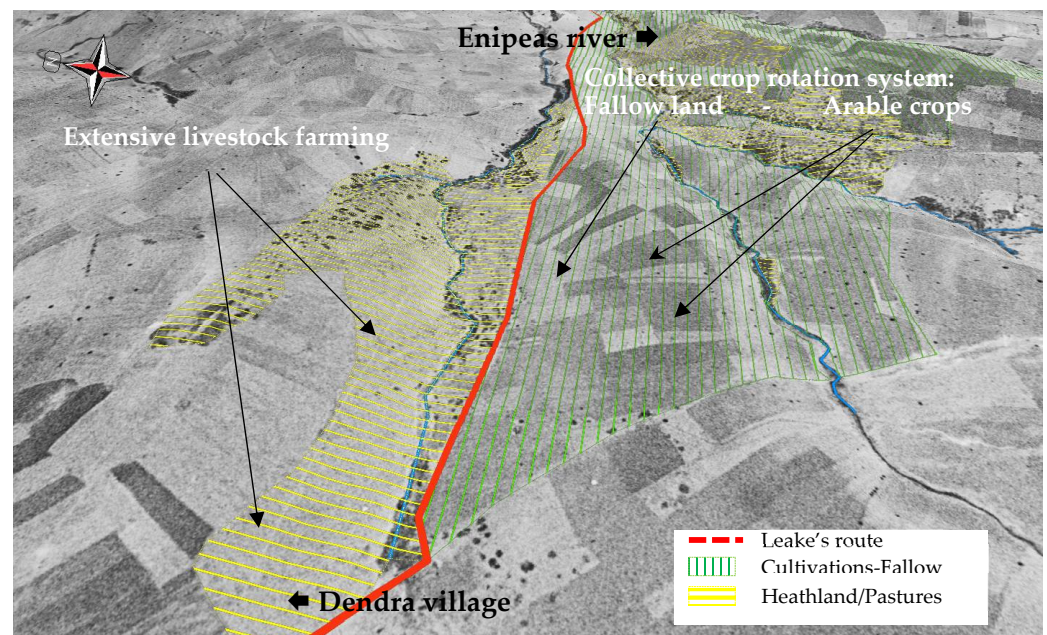 Enipeas river
Collective crop rotation system:
Fallow land - Arable crops
Extensive livestock farming
N
Dendra village
Leake's route
Cultivations-Fallow
Heathland/Pastures